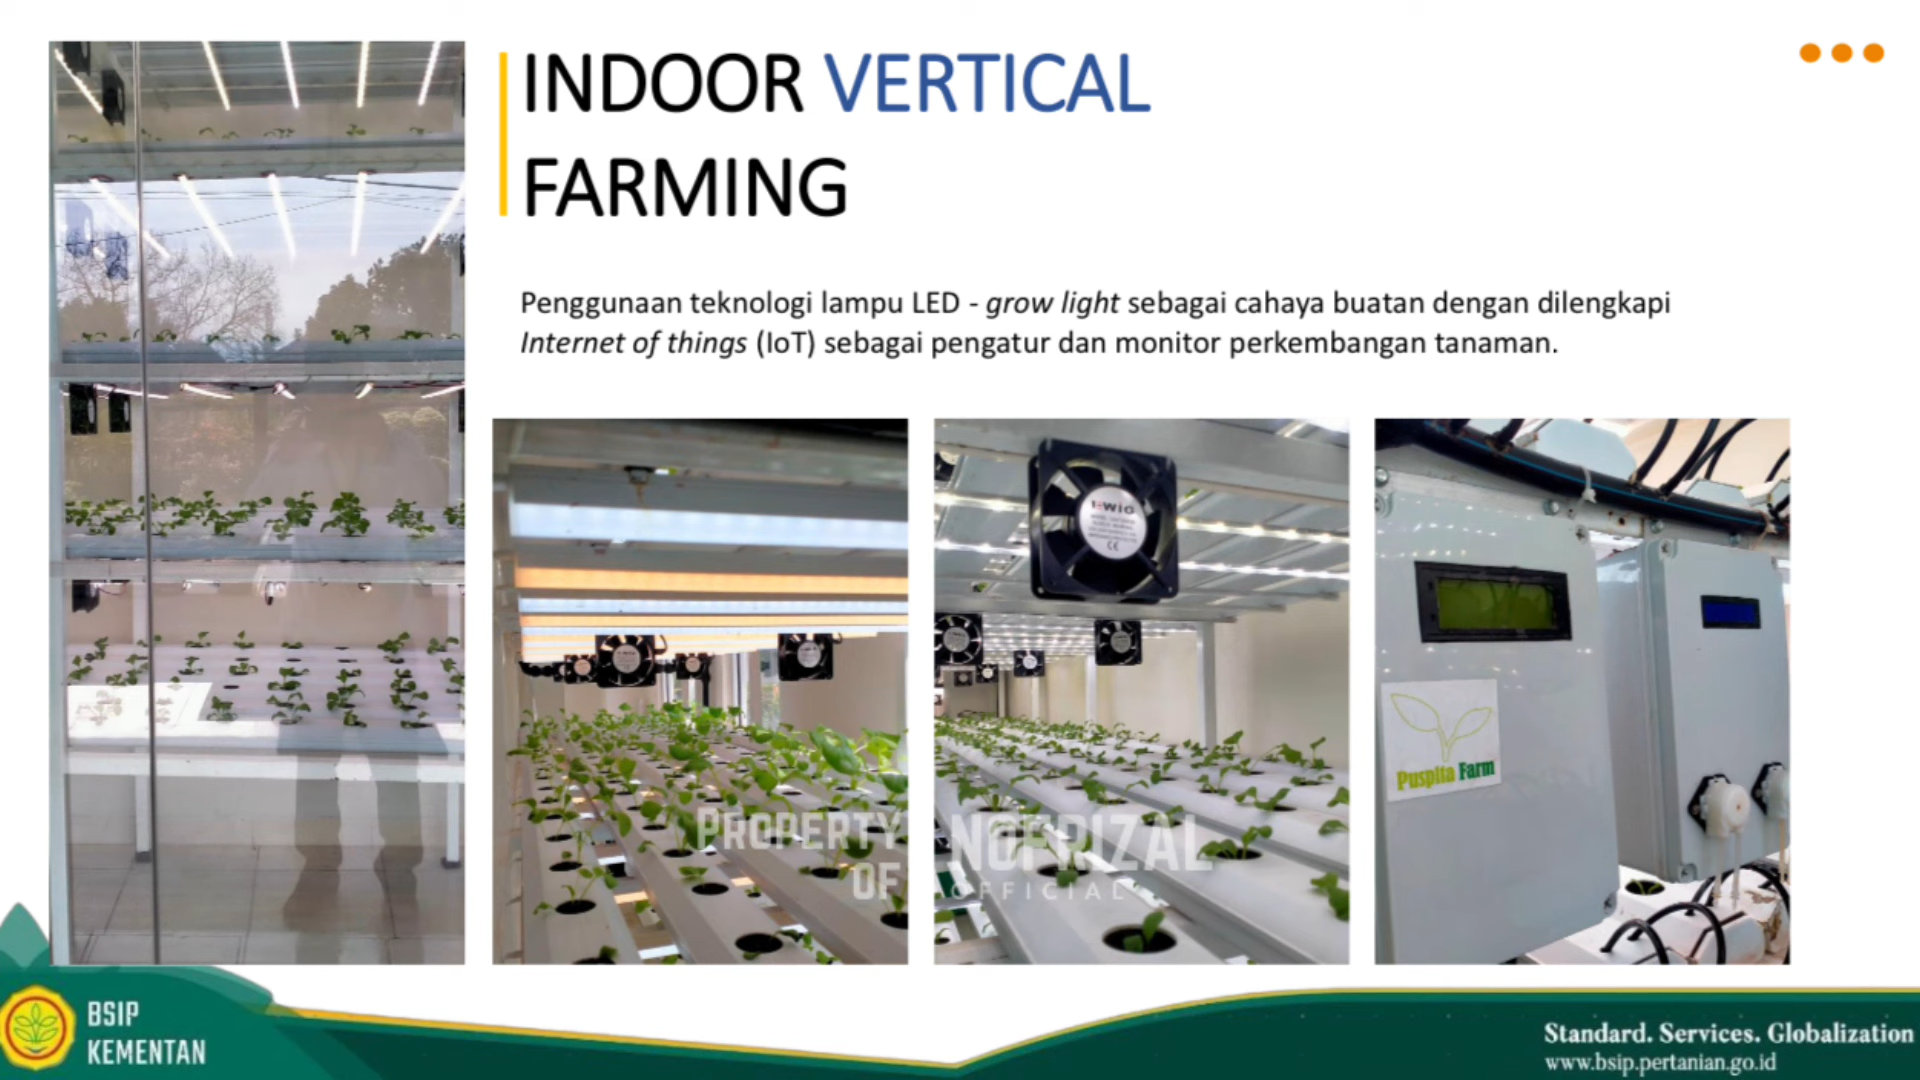 INDOOR VERTICAL
FARMING
Penggunaan teknologi lampu LED - grow light sebagai cahaya buatan dengan dilengkapi
Internet of things (IoT) sebagai pengatur dan monitor perkembangan tanaman.
Puspita Farm
PROPERTY NOFRIZAL
OF OFFICIAL
BSIP
KEMENTAN
Standard. Services. Globalization
www.bsip.pertanian.go.id